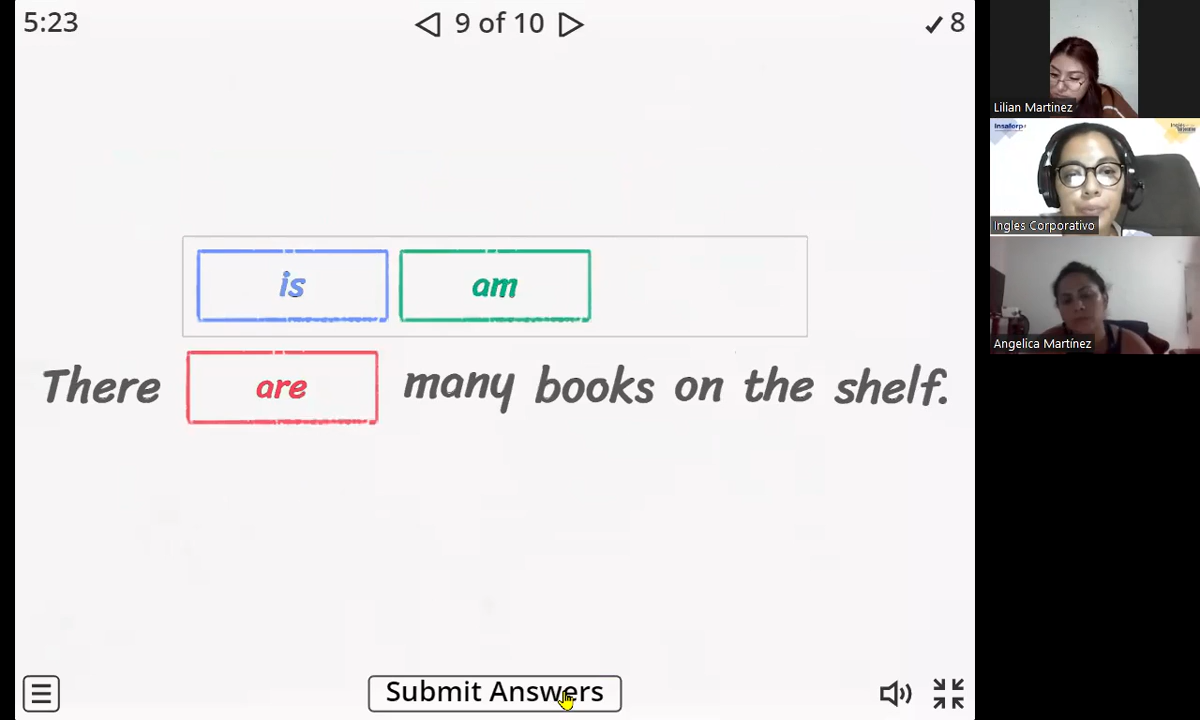 5:23
9 of 10
8
is
am
There are many books on the shelf.
Submit Answers
Lilian Martinez
Insaforp
Ingles Corporativo
Angelica Martínez